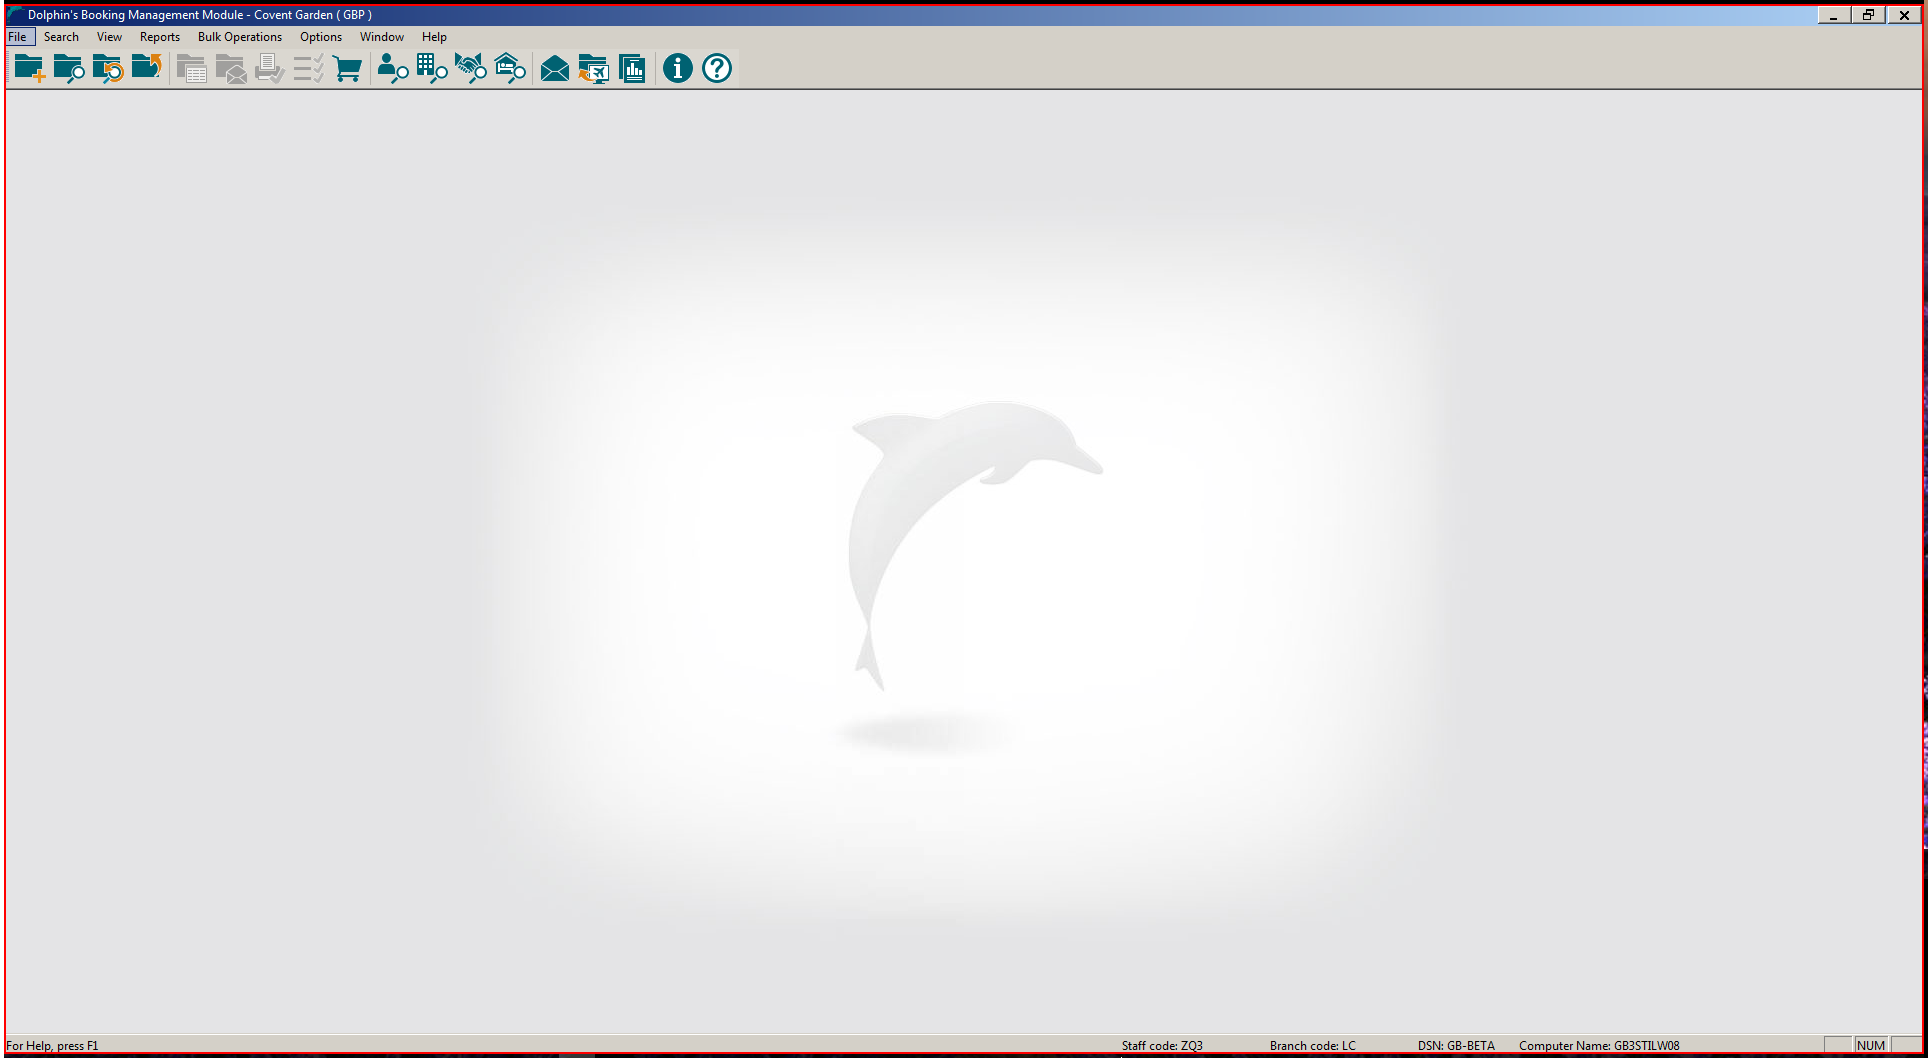 Dolphin's Booking Management Module - Covent Garden ( GBP )
File Search View Reports Bulk Operations Options Window Help
For Help, press F1 Staff code: ZQ3 Branch code: LC DSN: GB-BETA Computer Name: GB3STILW08 NUM